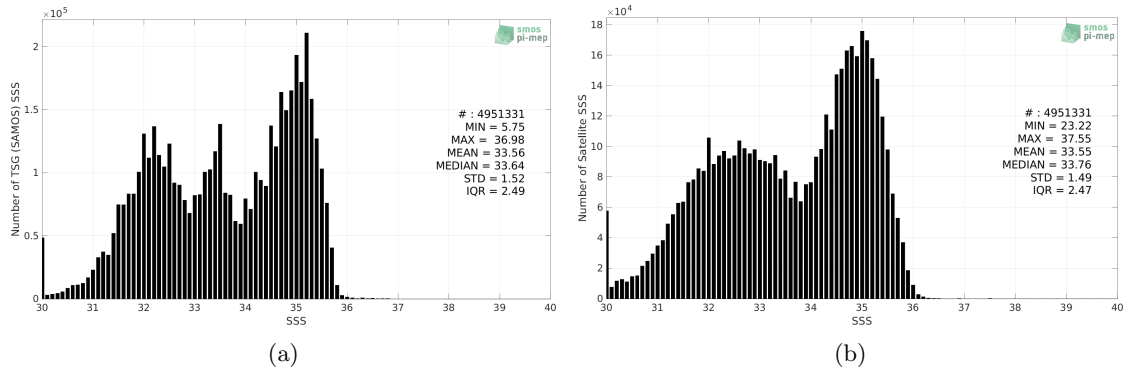 ×10⁵
smos
pi-mep
Number of TSG (SAMOS) SSS
2
1.5
1
0.5
0
# : 4951331
MIN = 5.75
MAX = 36.98
MEAN = 33.56
MEDIAN = 33.64
STD = 1.52
IQR = 2.49
30 31 32 33 34 35 36 37 38 39 40
SSS
(a)
×10⁴
smos
pi-mep
Number of Satellite SSS
18
16
14
12
10
8
6
4
2
0
# : 4951331
MIN = 23.22
MAX = 37.55
MEAN = 33.55
MEDIAN = 33.76
STD = 1.49
IQR = 2.47
30 31 32 33 34 35 36 37 38 39 40
SSS
(b)